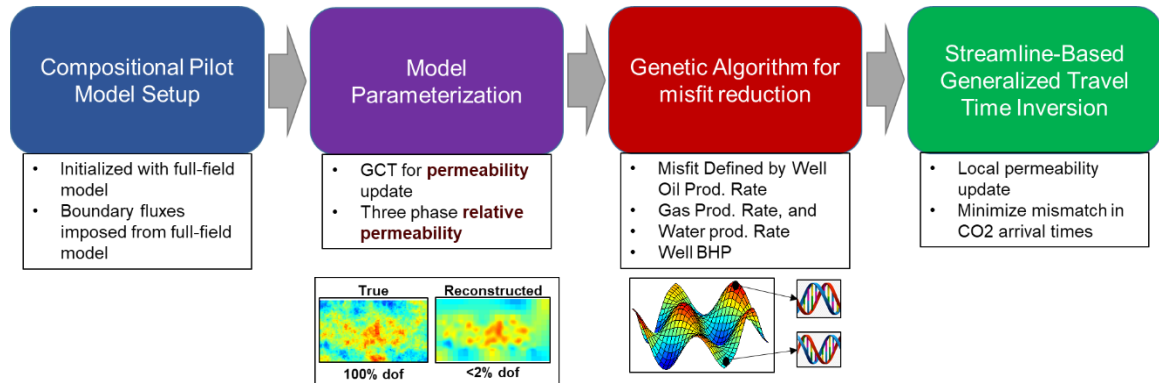 Compositional Pilot
Model Setup
Model
Parameterization
Genetic Algorithm for
misfit reduction
Streamline-Based
Generalized Travel
Time Inversion
• Initialized with full-field
model
• Boundary fluxes
imposed from full-field
model
• GCT for permeability
update
• Three phase relative
permeability
• Misfit Defined by Well
Oil Prod. Rate
• Gas Prod. Rate, and
• Water prod. Rate
• Well BHP
• Local permeability
update
• Minimize mismatch in
CO2 arrival times
True
Reconstructed
100% dof
<2% dof